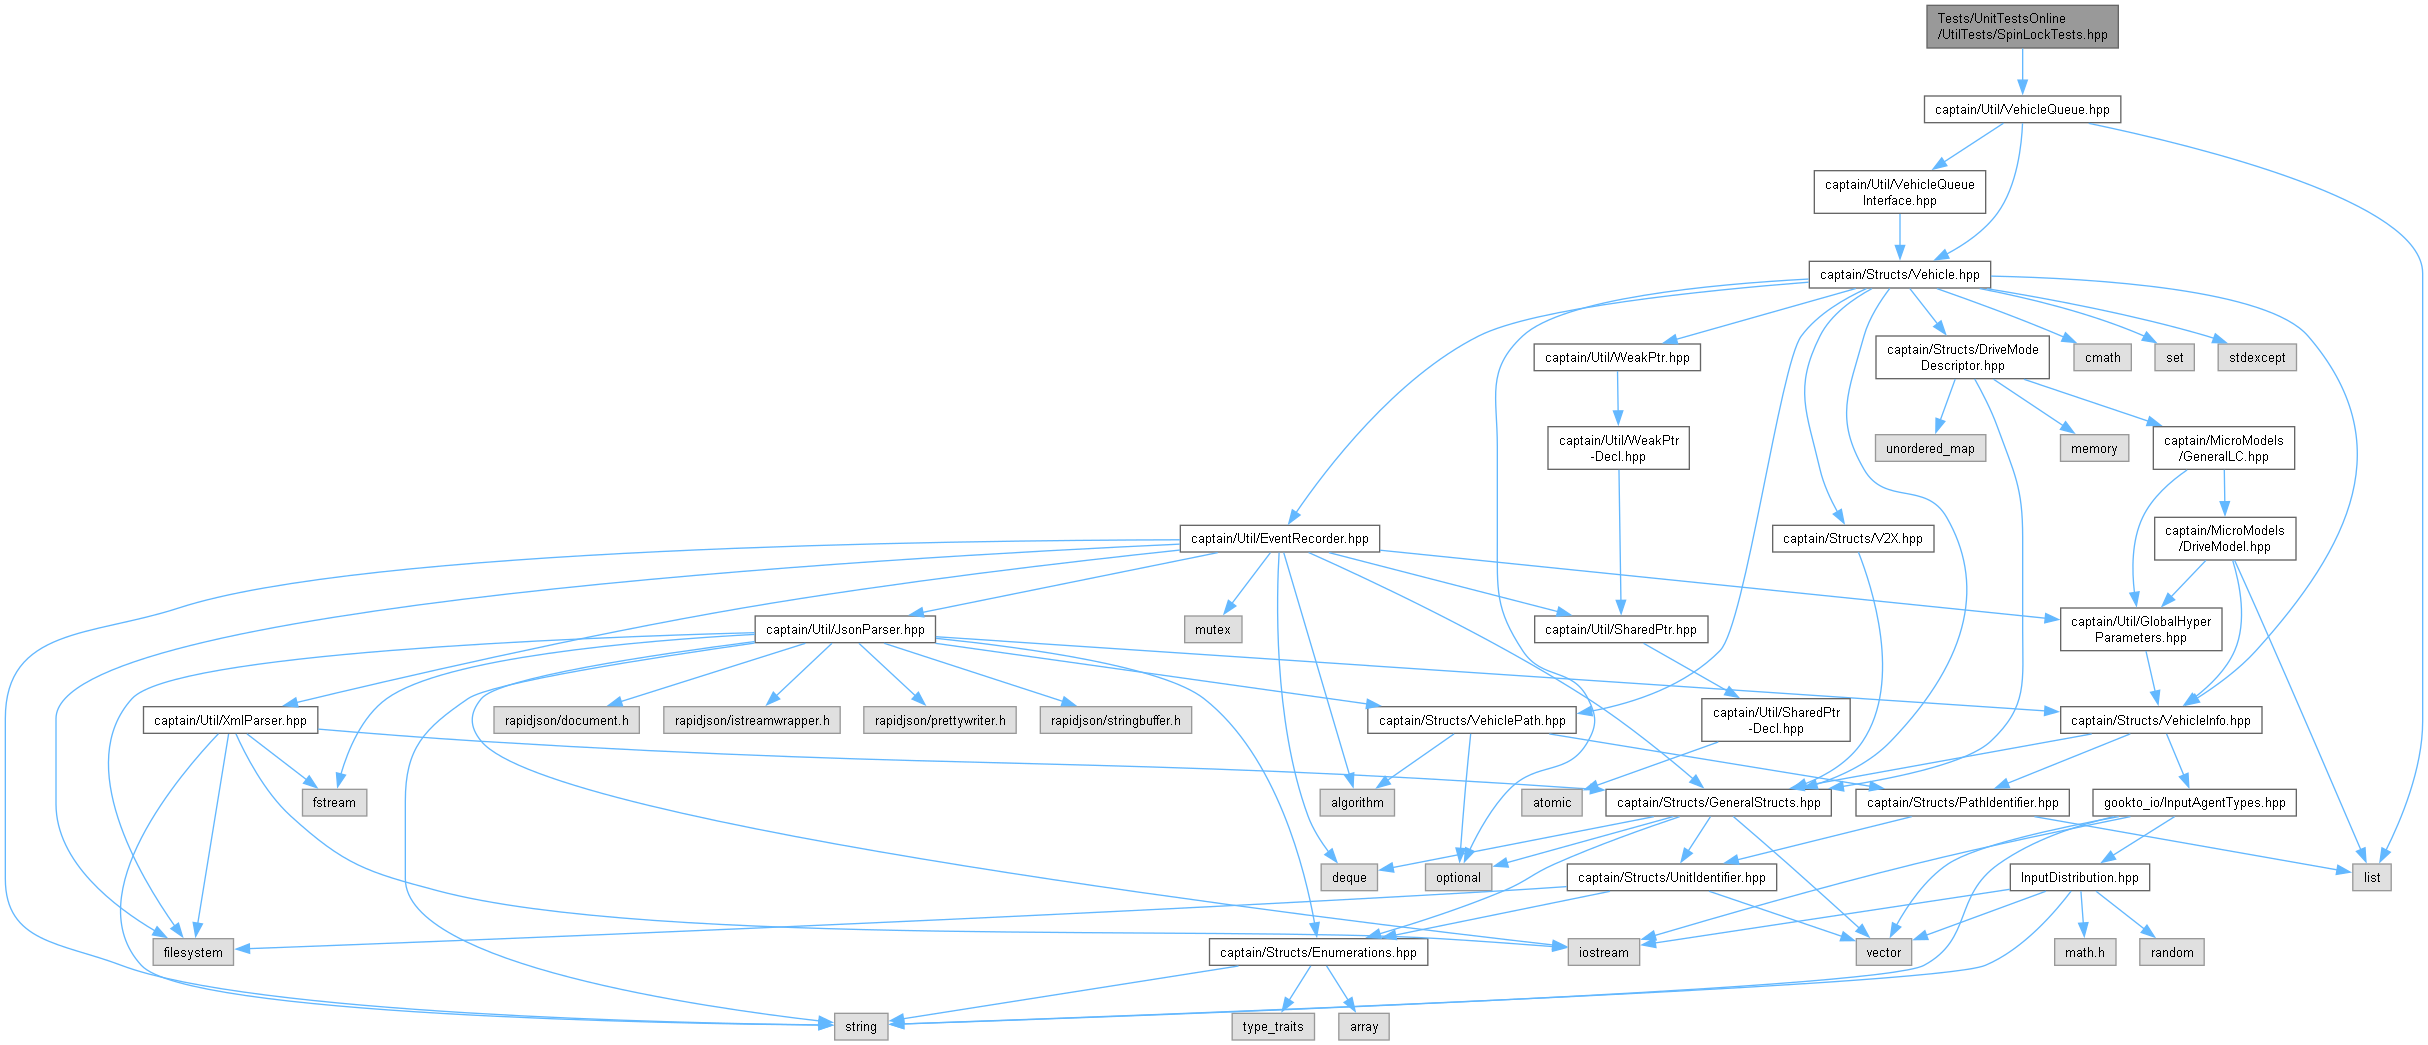 Tests/UnitTestsOnline
/UtilTests/SpinLockTests.hpp
captain/Util/VehicleQueue.hpp
captain/Util/VehicleQueue
Interface.hpp
captain/Structs/Vehicle.hpp
captain/Util/WeakPtr.hpp
captain/Structs/DriveMode
Descriptor.hpp
cmath
set
stdexcept
captain/Util/WeakPtr
-Decl.hpp
unordered_map
memory
captain/MicroModels
/GeneralLC.hpp
captain/Util/EventRecorder.hpp
captain/Structs/V2X.hpp
captain/MicroModels
/DriveModel.hpp
captain/Util/JsonParser.hpp
mutex
captain/Util/SharedPtr.hpp
captain/Util/GlobalHyper
Parameters.hpp
captain/Util/XmlParser.hpp
rapidjson/document.h
rapidjson/istreamwrapper.h
rapidjson/prettywriter.h
rapidjson/stringbuffer.h
captain/Structs/VehiclePath.hpp
captain/Util/SharedPtr
-Decl.hpp
captain/Structs/VehicleInfo.hpp
fstream
algorithm
atomic
captain/Structs/GeneralStructs.hpp
captain/Structs/PathIdentifier.hpp
gookto_io/InputAgentTypes.hpp
deque
optional
captain/Structs/UnitIdentifier.hpp
InputDistribution.hpp
list
filesystem
captain/Structs/Enumerations.hpp
iostream
vector
math.h
random
string
type_traits
array